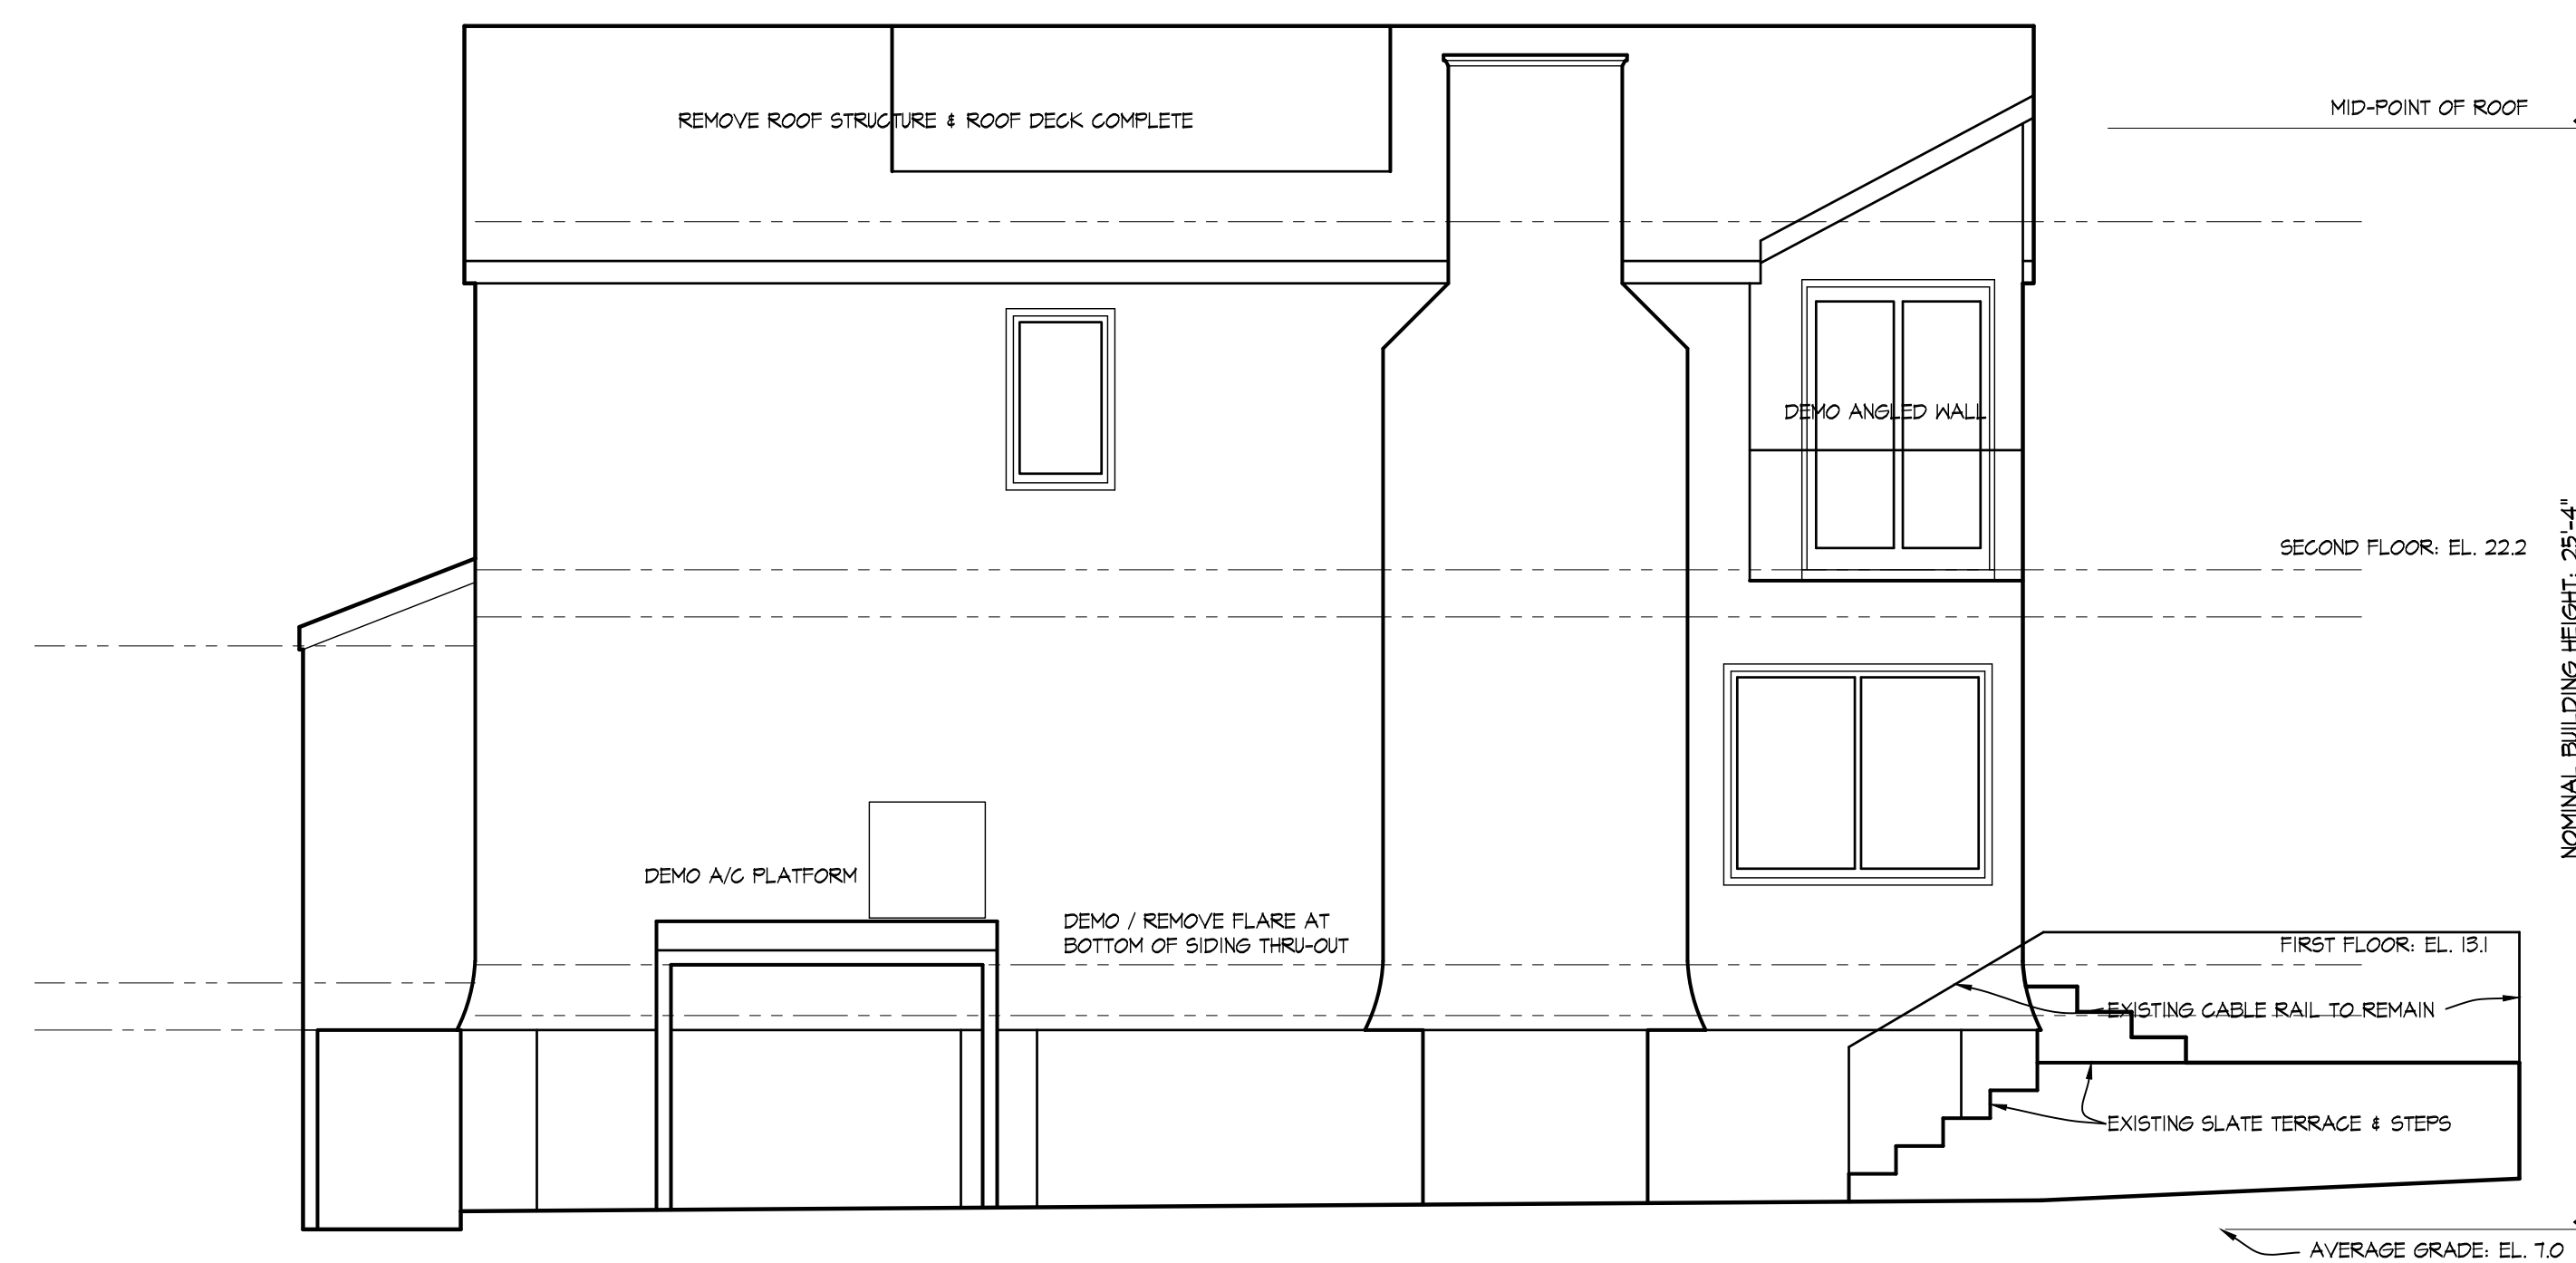 MID-POINT OF ROOF
REMOVE ROOF STRUCTURE & ROOF DECK COMPLETE
DEMO ANGLED WALL
SECOND FLOOR: EL. 22.2
NOMINAL BUILDING HEIGHT: 25'-4"
DEMO A/C PLATFORM
DEMO / REMOVE FLARE AT
BOTTOM OF SIDING THRU-OUT
FIRST FLOOR: EL. 13.1
EXISTING CABLE RAIL TO REMAIN
EXISTING SLATE TERRACE & STEPS
AVERAGE GRADE: EL. 7.0